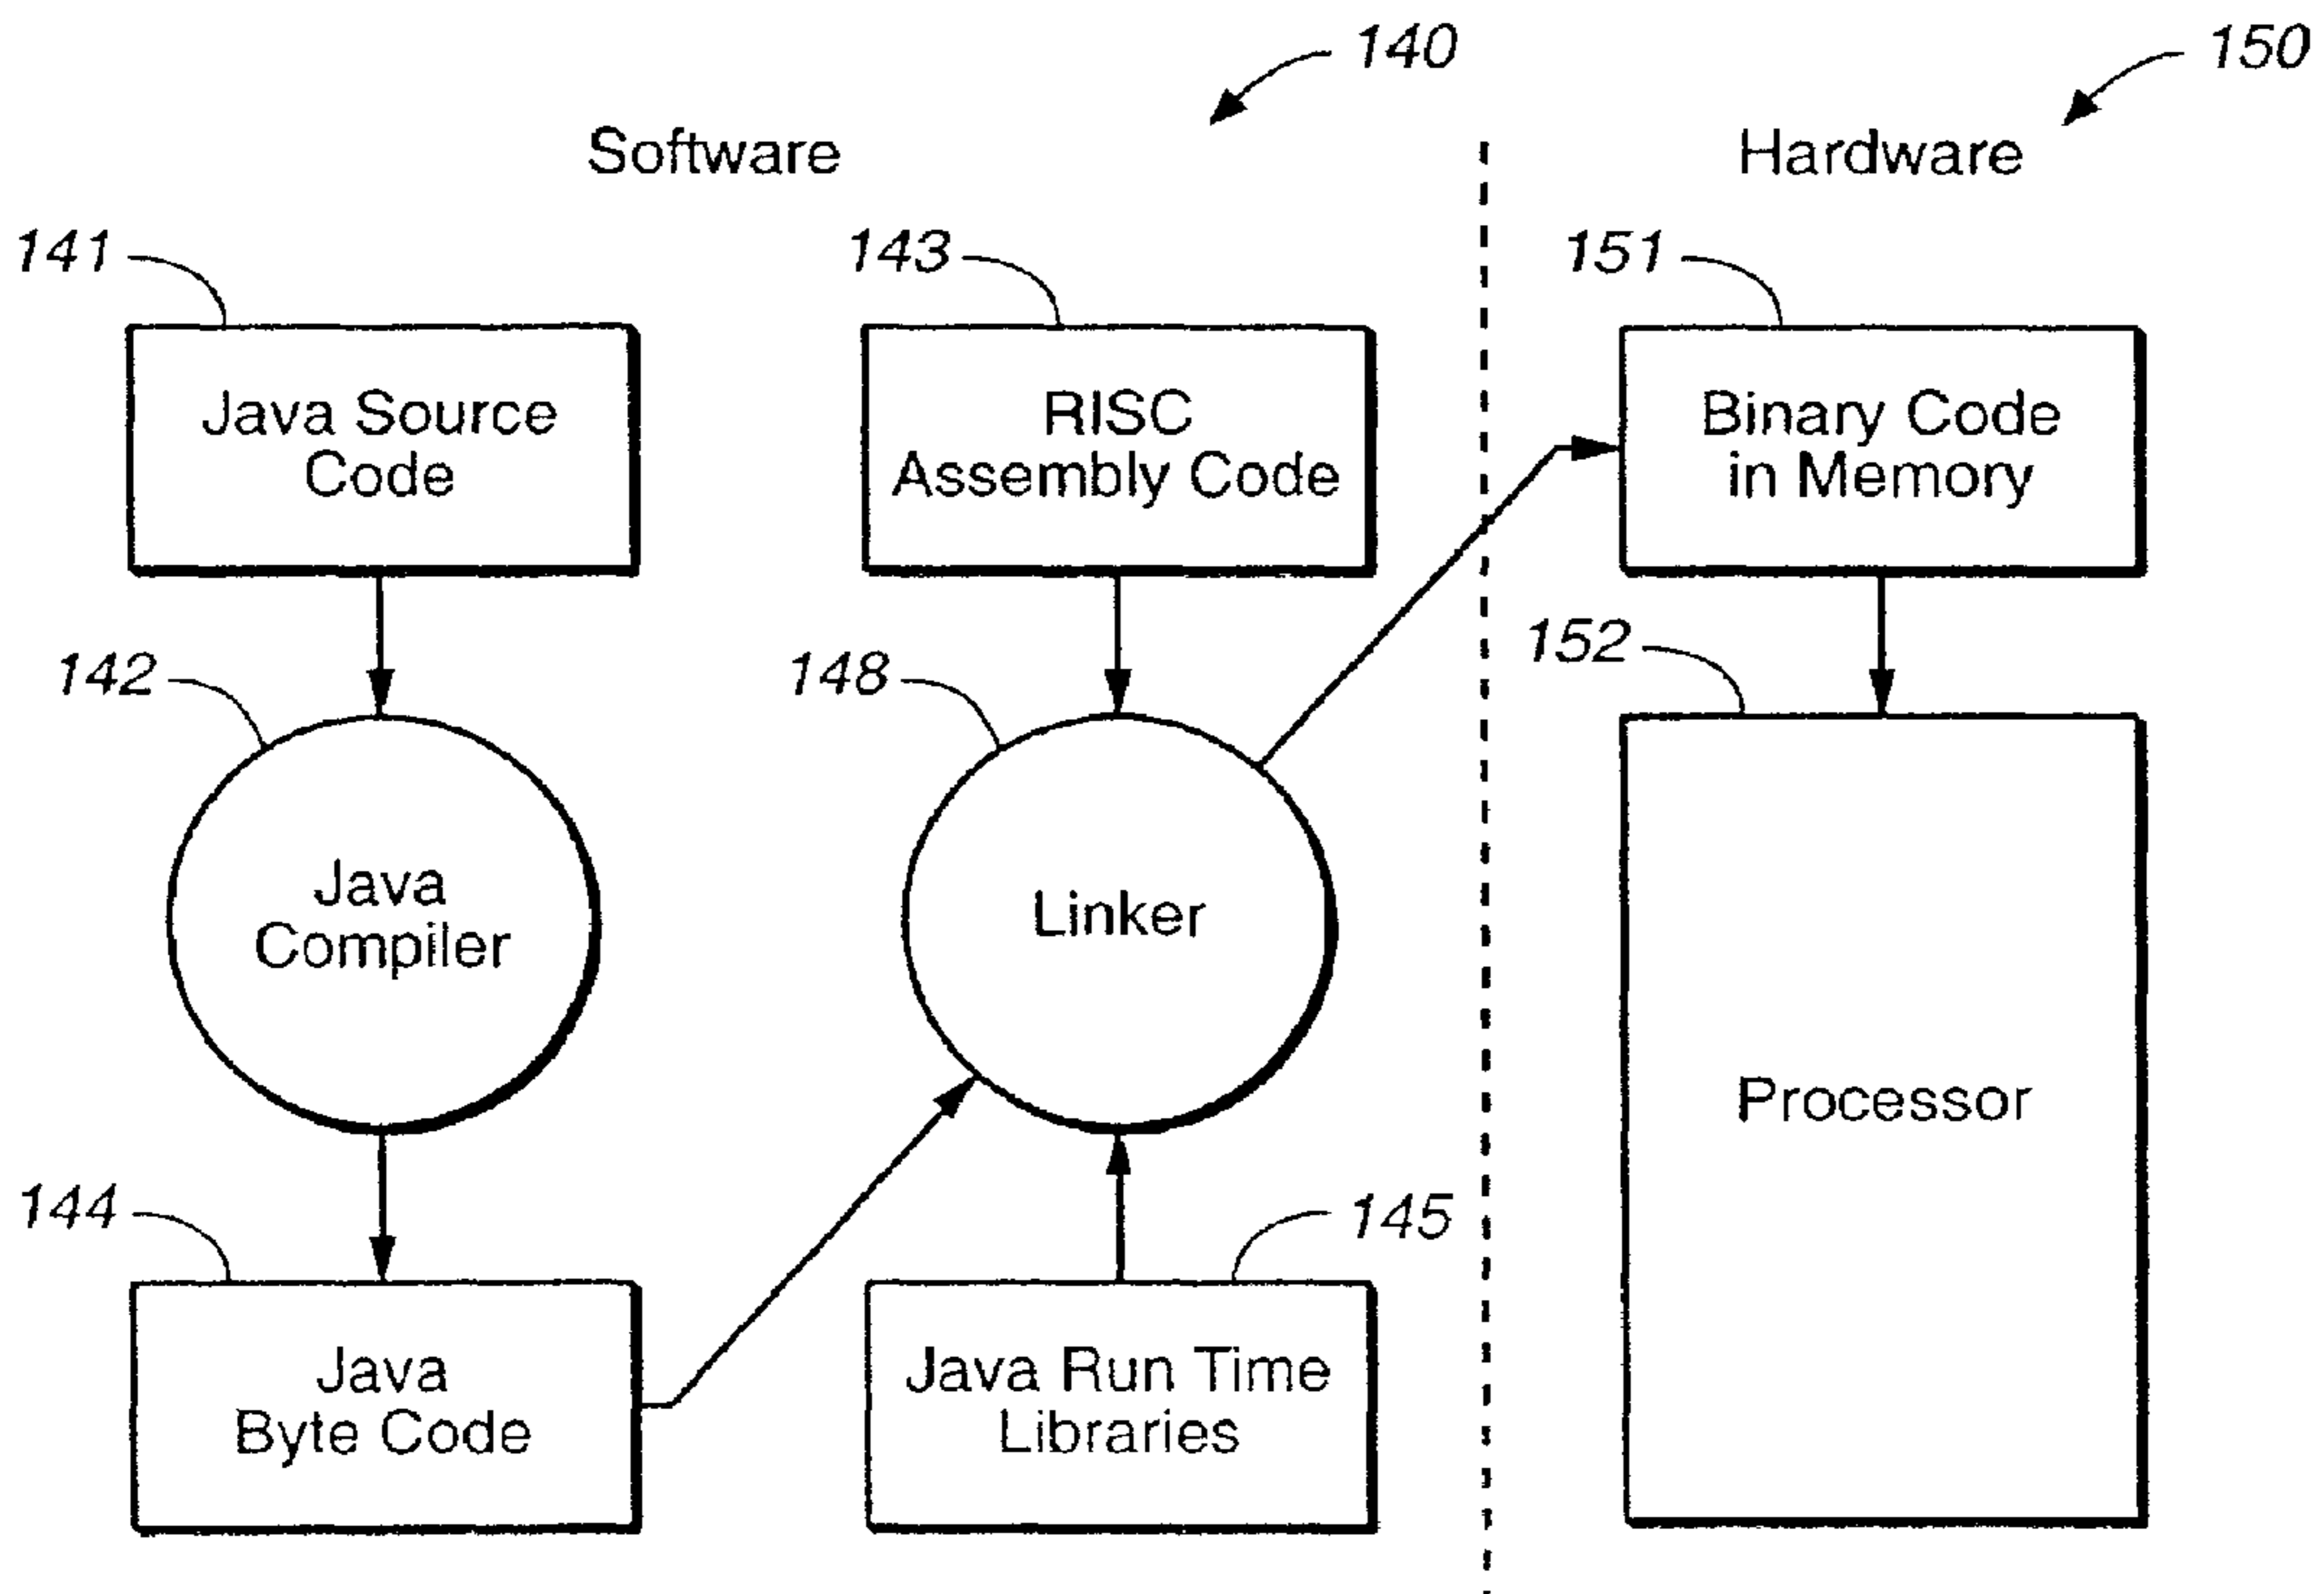 140
150
Software
Hardware
141
143
151
Java Source
Code
RISC
Assembly Code
Binary Code
in Memory
142
148
152
Java
Compiler
Linker
Processor
144
145
Java
Byte Code
Java Run Time
Libraries